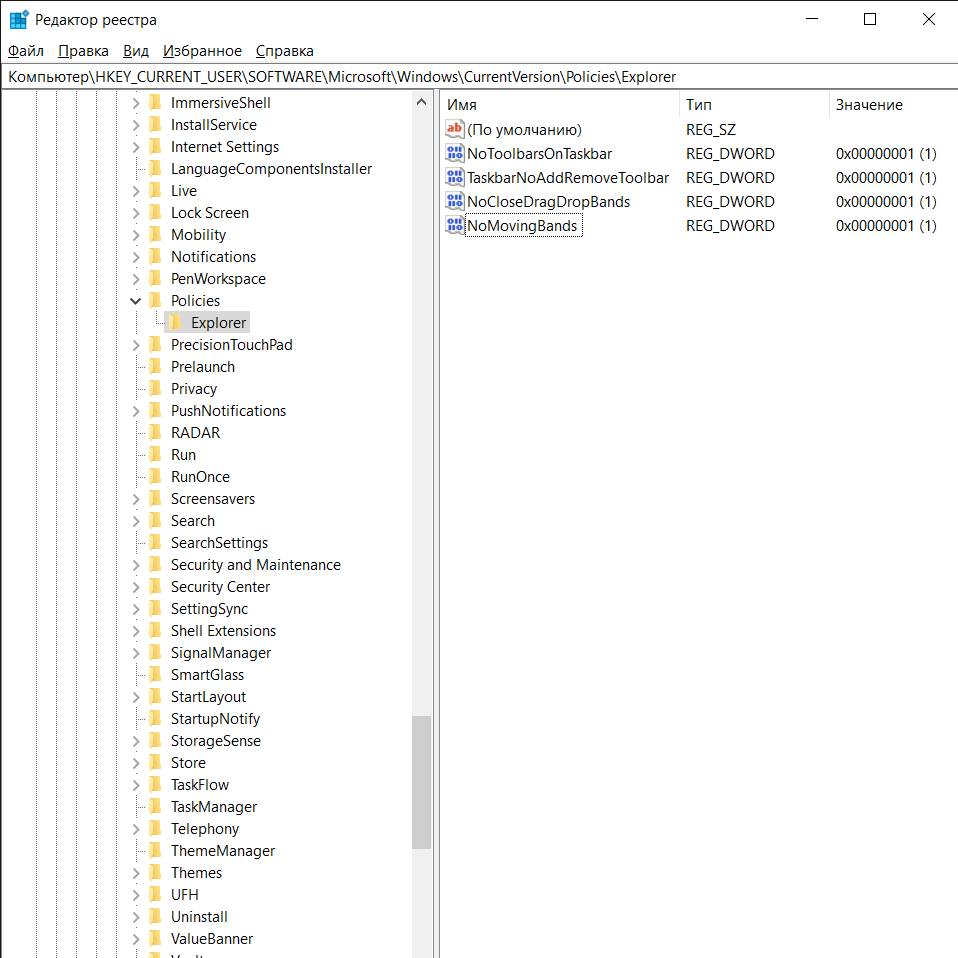 Редактор реестра
Файл Правка Вид Избранное Справка
Компьютер\HKEY_CURRENT_USER\SOFTWARE\Microsoft\Windows\CurrentVersion\Policies\Explorer
ImmersiveShell
InstallService
Internet Settings
LanguageComponentsInstaller
Live
Lock Screen
Mobility
Notifications
PenWorkspace
Policies
Explorer
PrecisionTouchPad
Prelaunch
Privacy
PushNotifications
RADAR
Run
RunOnce
Screensavers
Search
SearchSettings
Security and Maintenance
Security Center
SettingSync
Shell Extensions
SignalManager
SmartGlass
StartLayout
StartupNotify
StorageSense
Store
TaskFlow
TaskManager
Telephony
ThemeManager
Themes
UFH
Uninstall
ValueBanner
Имя Тип Значение
(По умолчанию) REG_SZ
NoToolbarsOnTaskbar REG_DWORD 0x00000001 (1)
TaskbarNoAddRemoveToolbar REG_DWORD 0x00000001 (1)
NoCloseDragDropBands REG_DWORD 0x00000001 (1)
NoMovingBands REG_DWORD 0x00000001 (1)